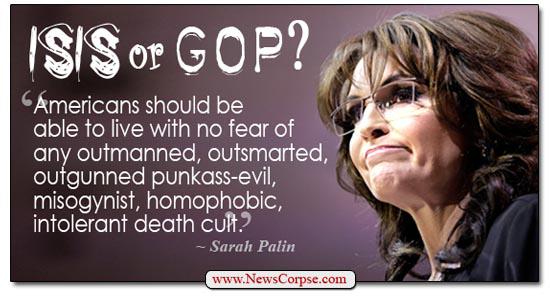 ISIS or GOP?
“Americans should be
able to live with no fear of
any outmanned, outsmarted,
outgunned punkass-evil,
misogynist, homophobic,
intolerant death cult.”
~ Sarah Palin
www.NewsCorpse.com